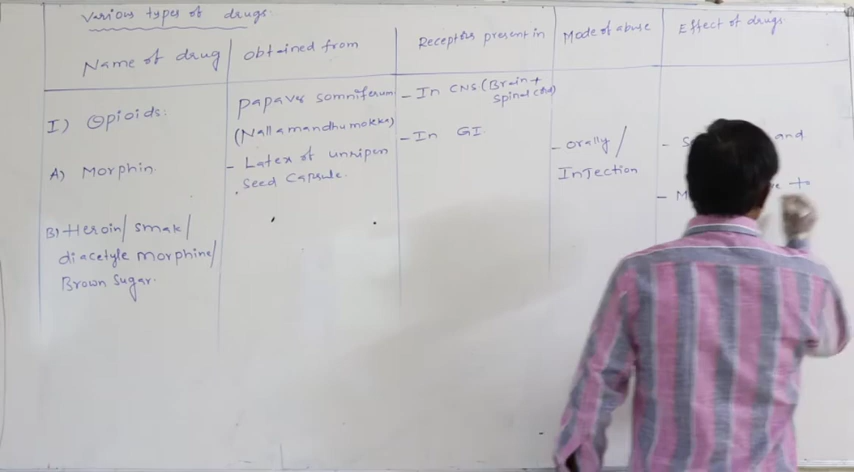 Various types of drugs.
Name of drug
obtained from
Receptors present in
Mode of abuse
Effect of drugs.
I) Opioids:
A) Morphin.
B) Heroin/ smak/
diacetyle morphine/
Brown Sugar.
papaver somniferum
(Nallamandhumokka)
- Latex of unripen
seed capsule.
- In CNS (Brain +
spinal cord)
- In GI
- orally/
Injection
and
to